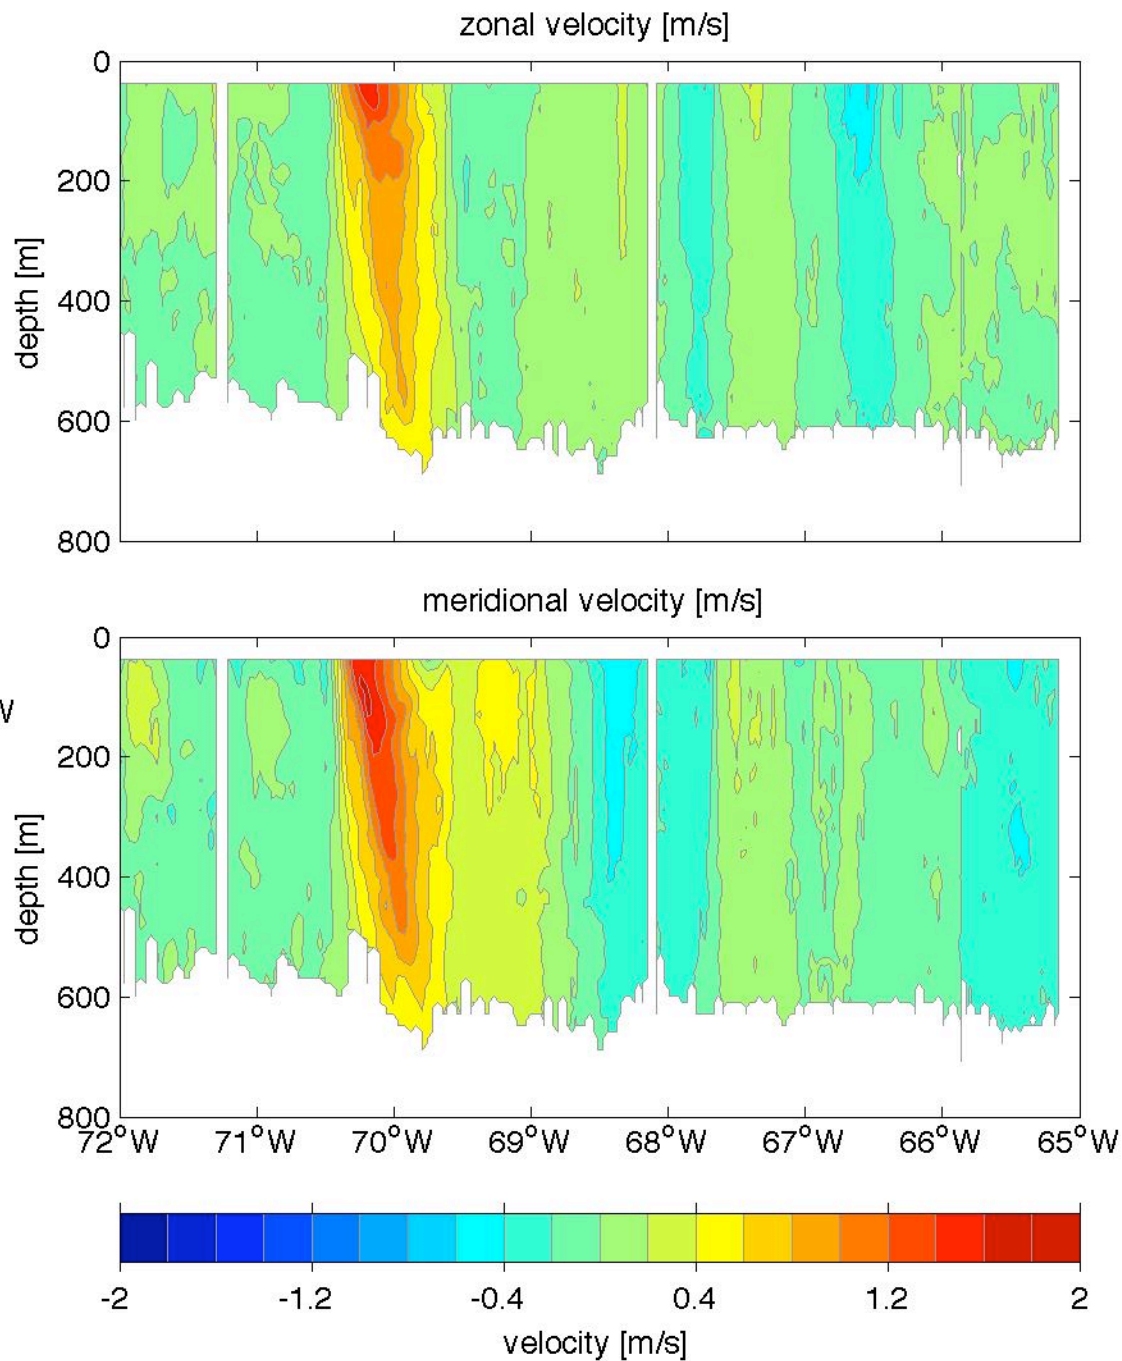 zonal velocity [m/s]
0
200
400
600
800
depth [m]
meridional velocity [m/s]
W
0
200
400
600
800
depth [m]
72°W 71°W 70°W 69°W 68°W 67°W 66°W 65°W
-2 -1.2 -0.4 0.4 1.2 2
velocity [m/s]